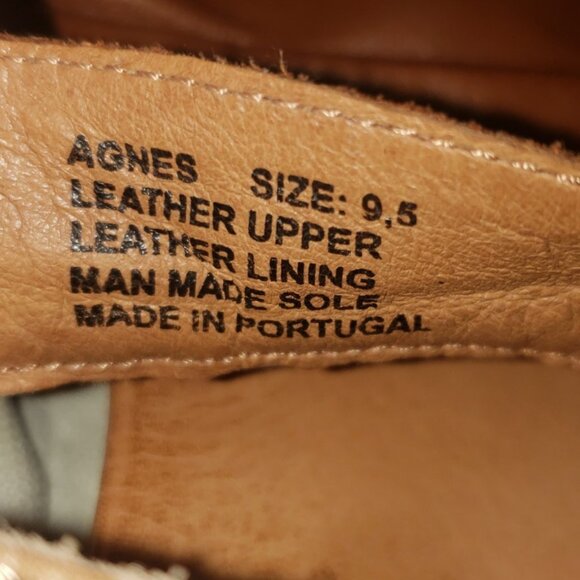 AGNES SIZE: 9,5
LEATHER UPPER
LEATHER LINING
MAN MADE SOLE
MADE IN PORTUGAL